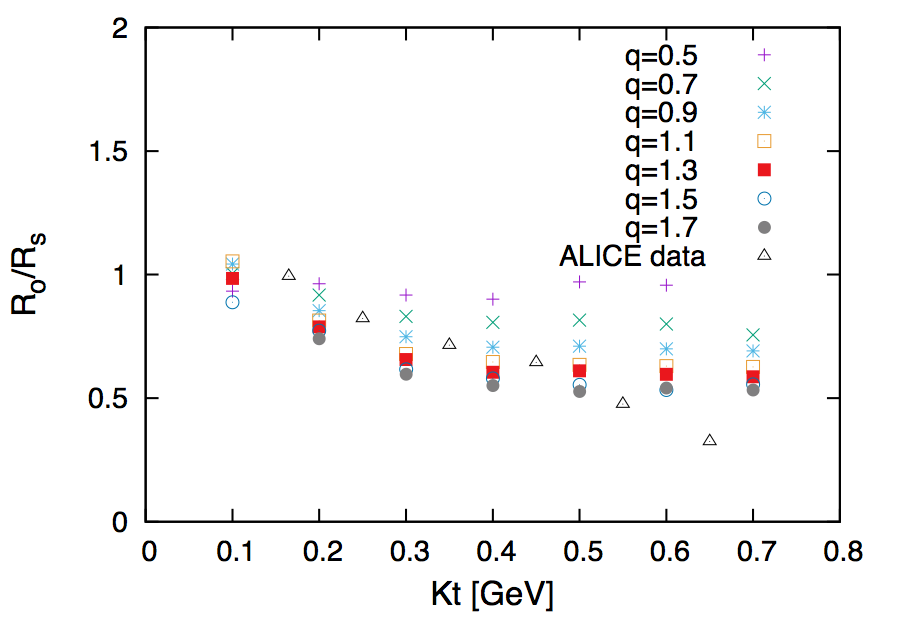 2
1.5
1
0.5
0
0
0.1
0.2
0.3
0.4
0.5
0.6
0.7
0.8
R₀/Rₛ
Kt [GeV]
q=0.5
q=0.7
q=0.9
q=1.1
q=1.3
q=1.5
q=1.7
ALICE data